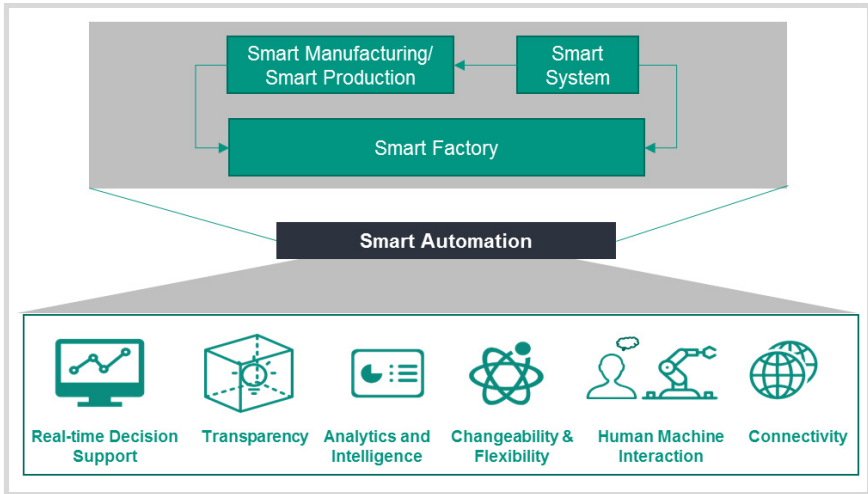 Smart Manufacturing/
Smart Production
Smart
System
Smart Factory
Smart Automation
Real-time Decision
Support
Transparency
Analytics and
Intelligence
Changeability &
Flexibility
Human Machine
Interaction
Connectivity